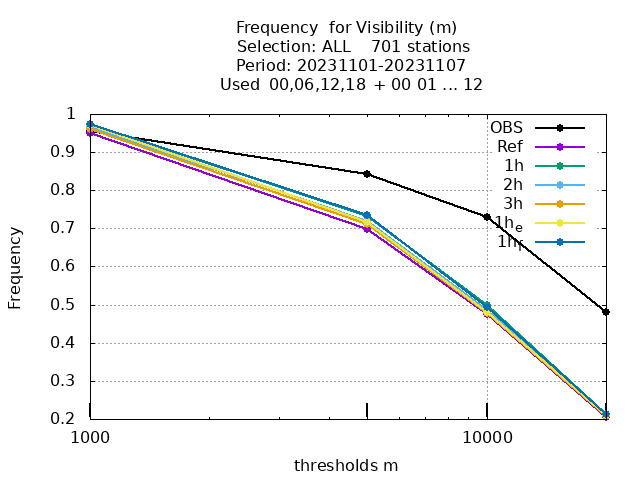 Frequency for Visibility (m)
Selection: ALL 701 stations
Period: 20231101-20231107
Used 00,06,12,18 + 00 01 ... 12
1
0.9
0.8
0.7
0.6
0.5
0.4
0.3
0.2
Frequency
OBS
Ref
1h
2h
3h
1he
1hf
1000
10000
thresholds m